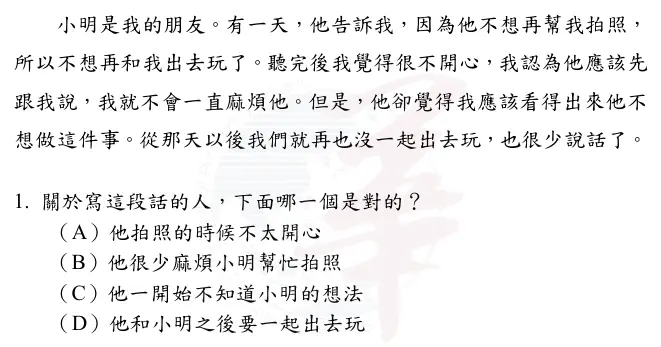 小明是我的朋友。有一天，他告訴我，因為他不想再幫我拍照，
所以不想再和我出去玩了。聽完後我覺得很不開心，我認為他應該先
跟我說，我就不會一直麻煩他。但是，他卻覺得我應該看得出來他不
想做這件事。從那天以後我們就再也沒一起出去玩，也很少說話了。
1. 關於寫這段話的人，下面哪一個是對的？
（A）他拍照的時候不太開心
（B）他很少麻煩小明幫忙拍照
（C）他一開始不知道小明的想法
（D）他和小明之後要一起出去玩